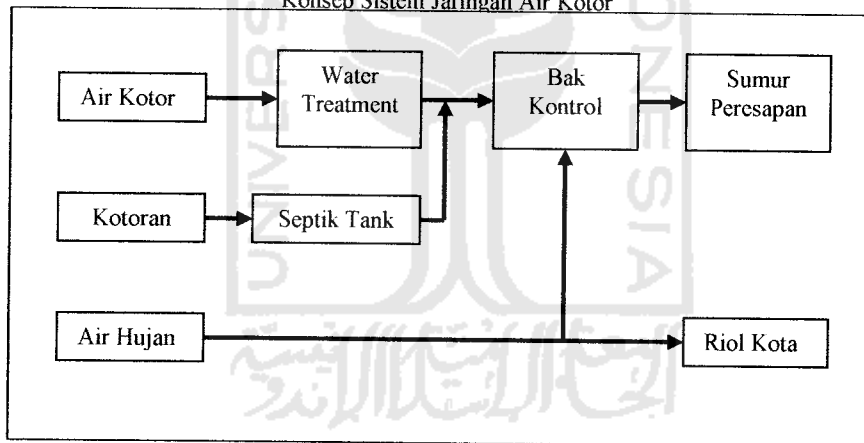 Konsep Sistem Jaringan Air Kotor
Air Kotor
Water
Treatment
Bak
Kontrol
Sumur
Peresapan
Kotoran
Septik Tank
Air Hujan
Riol Kota